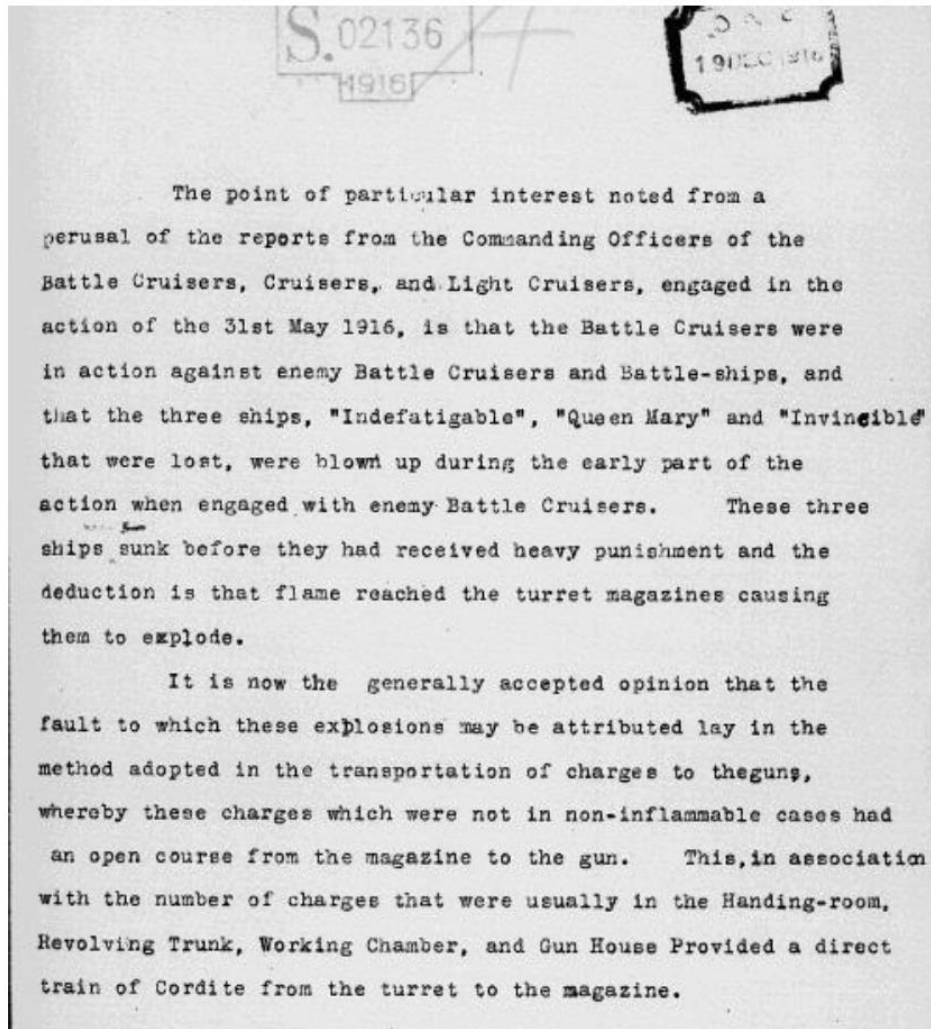 S. 02136
1916
19 DEC 1916
The point of particular interest noted from a
perusal of the reports from the Commanding Officers of the
Battle Cruisers, Cruisers, and Light Cruisers, engaged in the
action of the 31st May 1916, is that the Battle Cruisers were
in action against enemy Battle Cruisers and Battle-ships, and
that the three ships, "Indefatigable", "Queen Mary" and "Invincible"
that were lost, were blown up during the early part of the
action when engaged with enemy Battle Cruisers. These three
ships sunk before they had received heavy punishment and the
deduction is that flame reached the turret magazines causing
them to explode.
It is now the generally accepted opinion that the
fault to which these explosions may be attributed lay in the
method adopted in the transportation of charges to theguns,
whereby these charges which were not in non-inflammable cases had
an open course from the magazine to the gun. This, in association
with the number of charges that were usually in the Handing-room,
Revolving Trunk, Working Chamber, and Gun House Provided a direct
train of Cordite from the turret to the magazine.